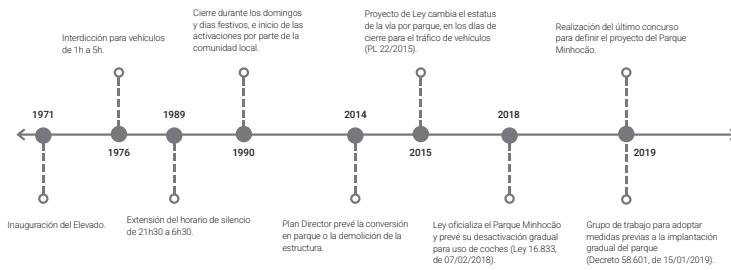 Interdicción para vehículos
de 1h a 5h.
Cierre durante los domingos
y días festivos, e inicio de las
activaciones por parte de la
comunidad local.
Proyecto de Ley cambia el estatus
de la vía por parque, en los días de
cierre para el tráfico de vehículos
(PL 22/2015).
Realización del último concurso
para definir el proyecto del Parque
Minhocão.
1971
1976
1989
1990
2014
2015
2018
2019
Inauguración del Elevado.
Extensión del horario de silencio
de 21h30 a 6h30.
Plan Director prevé la conversión
en parque o la demolición de la
estructura.
Ley oficializa el Parque Minhocão
y prevé su desactivación gradual
para uso de coches (Ley 16.833,
de 07/02/2018).
Grupo de trabajo para adoptar
medidas previas a la implantación
gradual del parque
(Decreto 58.601, de 15/01/2019).